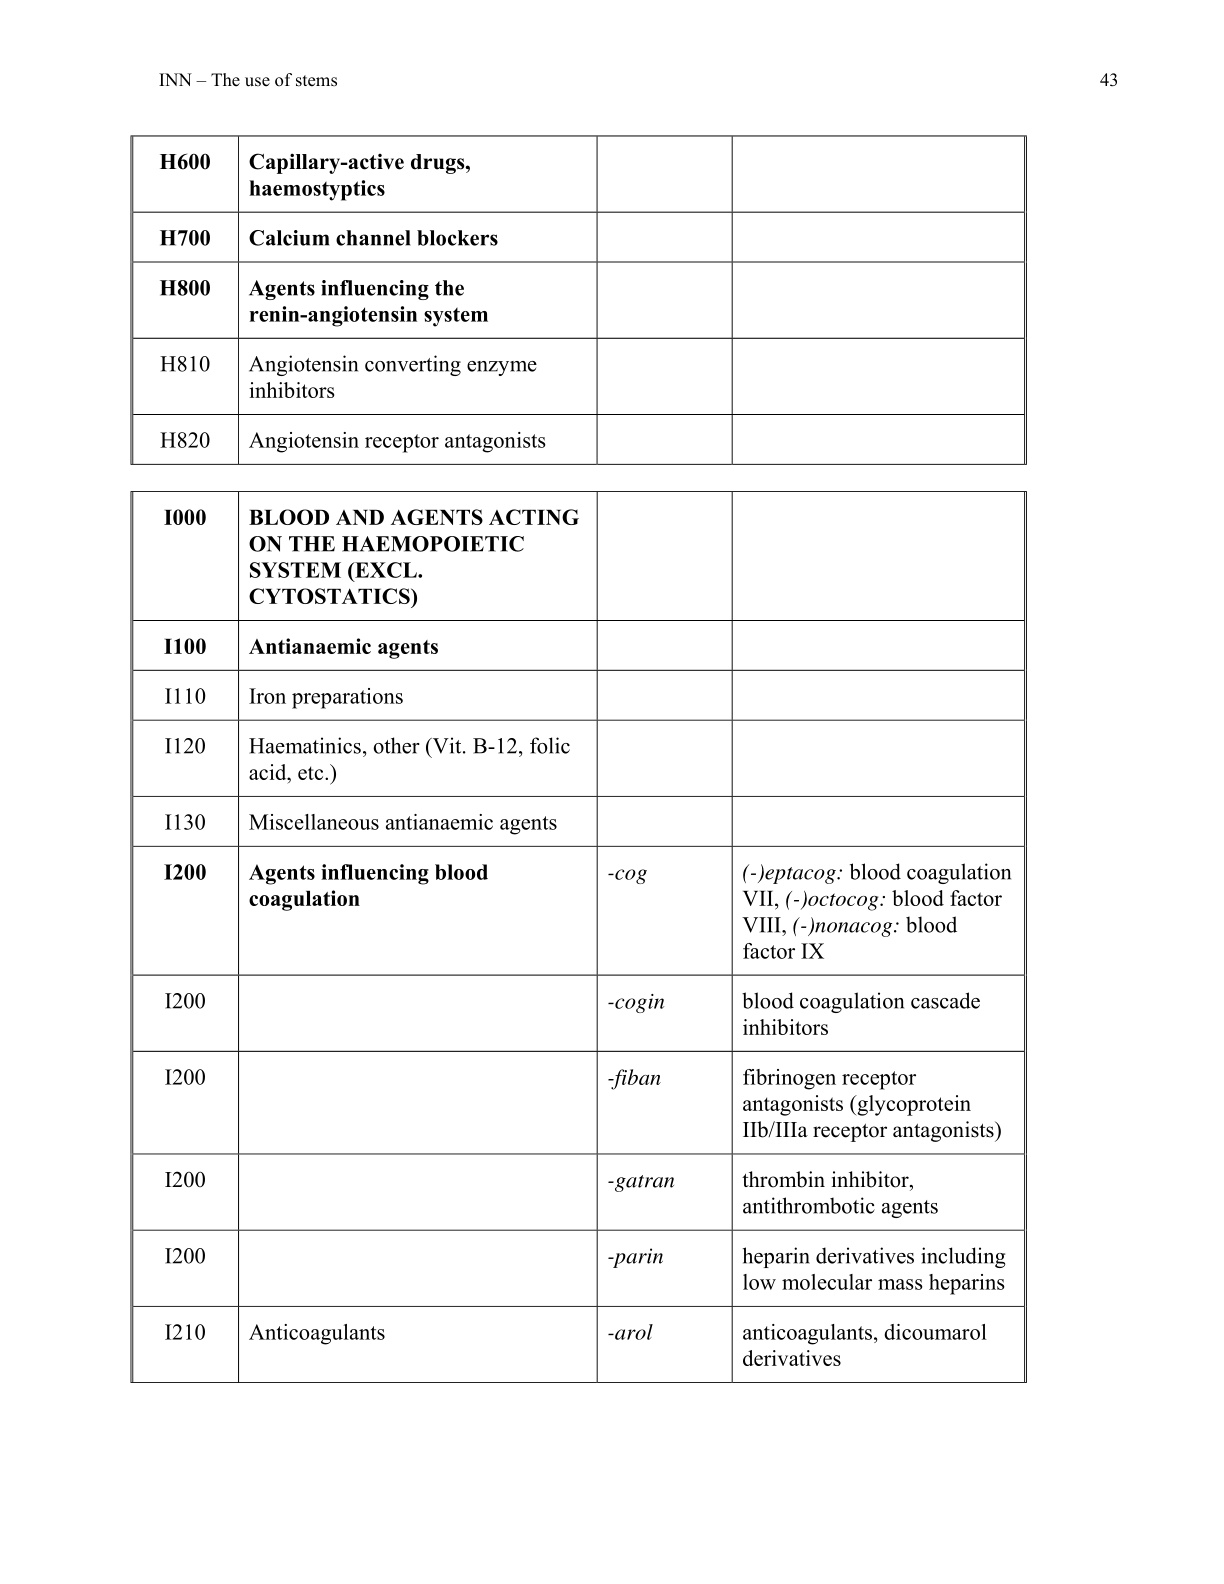 INN – The use of stems 43
H600 Capillary-active drugs,
haemostyptics
H700 Calcium channel blockers
H800 Agents influencing the
renin-angiotensin system
H810 Angiotensin converting enzyme
inhibitors
H820 Angiotensin receptor antagonists
I000 BLOOD AND AGENTS ACTING
ON THE HAEMOPOIETIC
SYSTEM (EXCL.
CYTOSTATICS)
I100 Antianaemic agents
I110 Iron preparations
I120 Haematinics, other (Vit. B-12, folic
acid, etc.)
I130 Miscellaneous antianaemic agents
I200 Agents influencing blood -cog (-)eptacog: blood coagulation
coagulation VII, (-)octocog: blood factor
VIII, (-)nonacog: blood
factor IX
I200 -cogin blood coagulation cascade
inhibitors
I200 -fiban fibrinogen receptor
antagonists (glycoprotein
IIb/IIIa receptor antagonists)
I200 -gatran thrombin inhibitor,
antithrombotic agents
I200 -parin heparin derivatives including
low molecular mass heparins
I210 Anticoagulants -arol anticoagulants, dicoumarol
derivatives